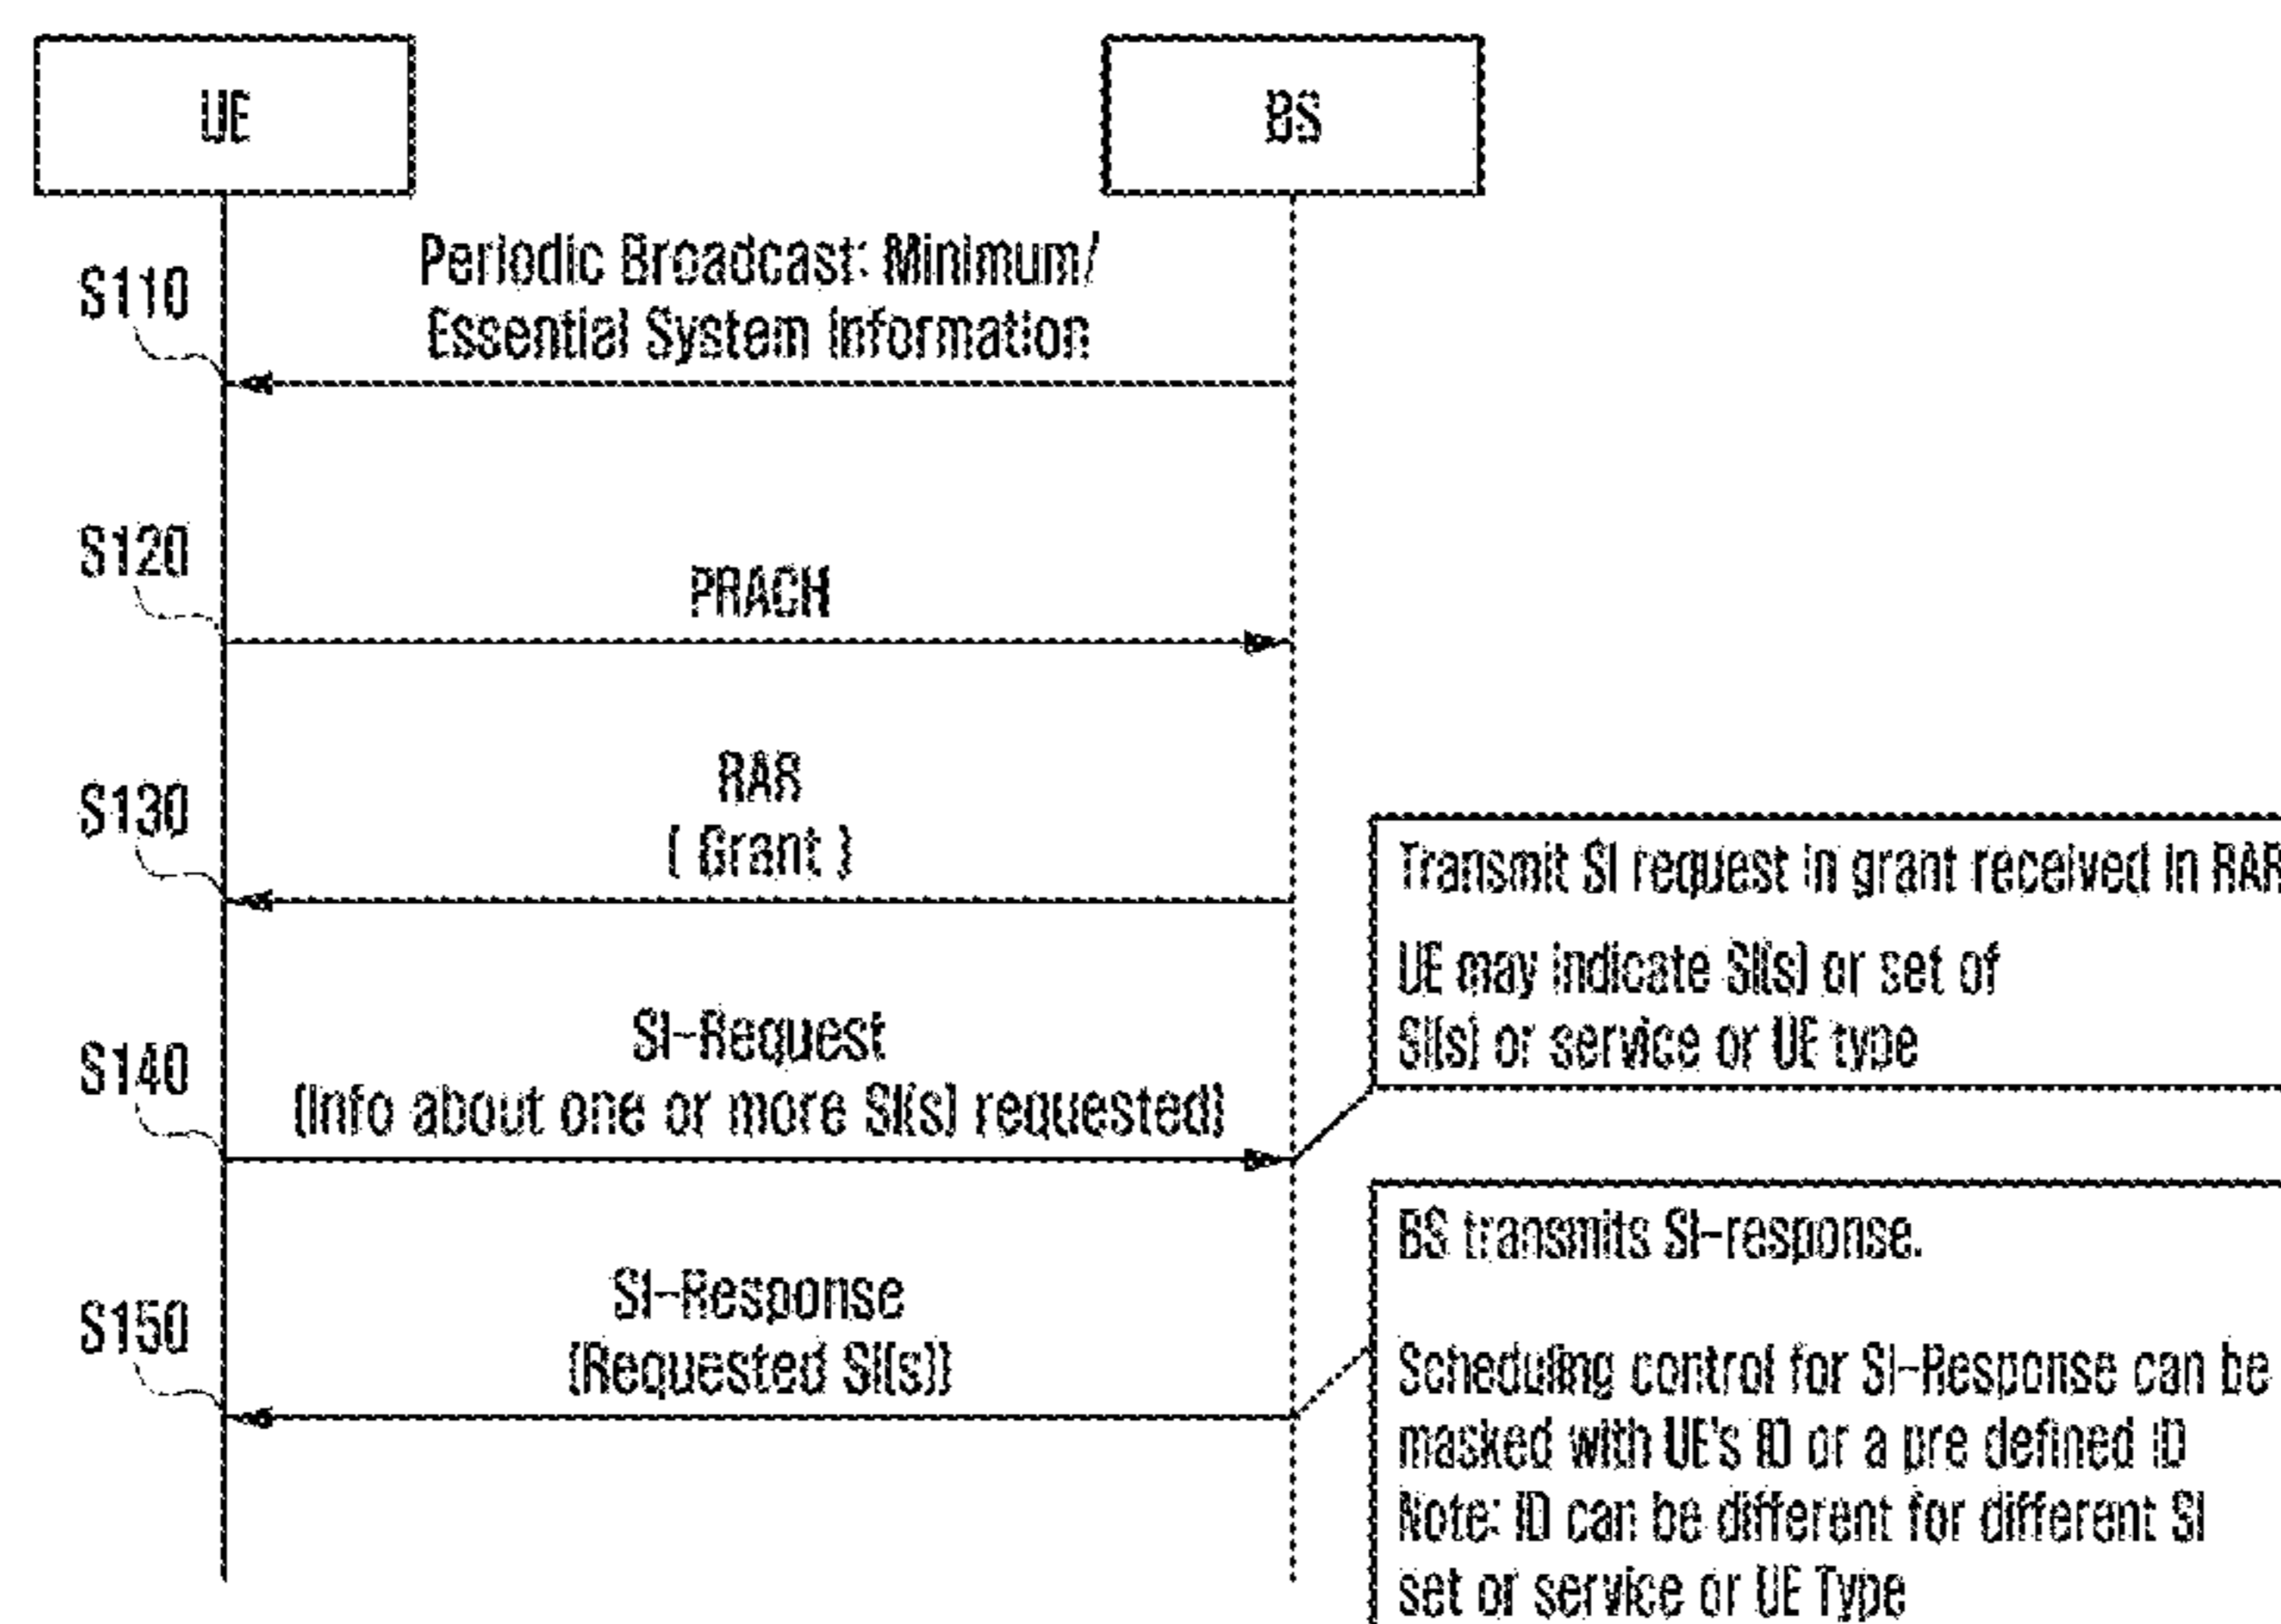 UE
BS
S110
Periodic Broadcast: Minimum/
Essential System Information
S120
PRACH
S130
RAR
( Grant )
Transmit SI request in grant received in RAR
UE may indicate SI(s) or set of
SI(s) or service or UE type
S140
SI-Request
(Info about one or more SI(s) requested)
BS transmits SI-response.
S150
SI-Response
(Requested SI(s))
Scheduling control for SI-Response can be
masked with UE's ID or a pre defined ID
Note: ID can be different for different SI
set or service or UE Type